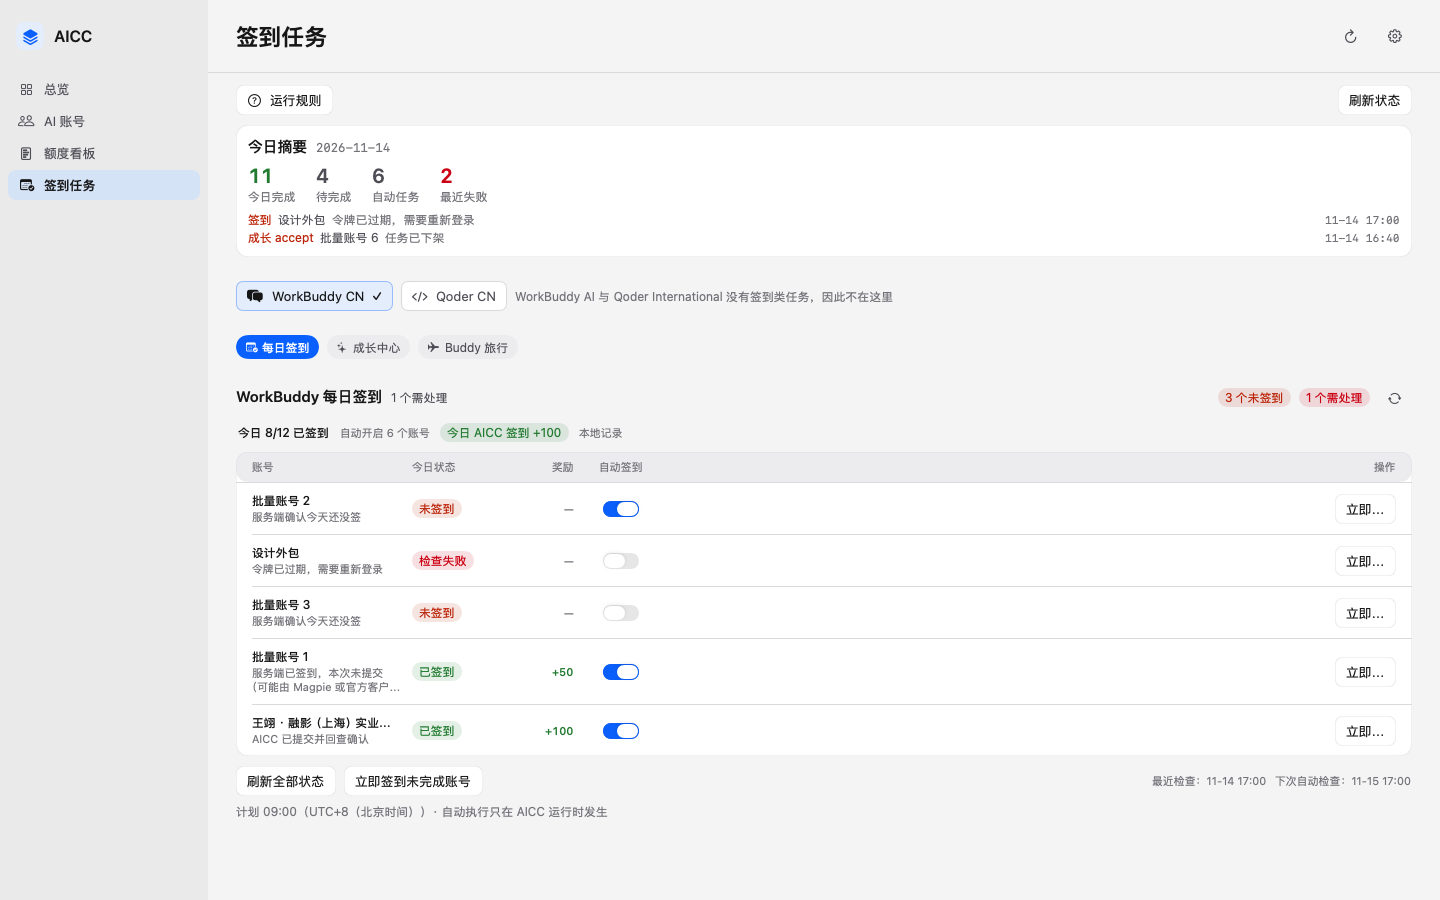 AICC
签到任务
总览
AI 账号
额度看板
签到任务
运行规则
刷新状态
今日摘要 2026-11-14
11 4 6 2
今日完成 待完成 自动任务 最近失败
签到 设计外包 令牌已过期，需要重新登录 11-14 17:00
成长 accept 批量账号 6 任务已下架 11-14 16:40
WorkBuddy CN Qoder CN WorkBuddy AI 与 Qoder International 没有签到类任务，因此不在这里
每日签到 成长中心 Buddy 旅行
WorkBuddy 每日签到 1 个需处理 3 个未签到 1 个需处理
今日 8/12 已签到 自动开启 6 个账号 今日 AICC 签到 +100 本地记录
账号 今日状态 奖励 自动签到 操作
批量账号 2
服务端确认今天还没签
未签到 — 立即...
设计外包
令牌已过期，需要重新登录
检查失败 — 立即...
批量账号 3
服务端确认今天还没签
未签到 — 立即...
批量账号 1
服务端已签到，本次未提交
（可能由 Magpie 或官方客户...
已签到 +50 立即...
王翊 · 融影（上海）实业...
AICC 已提交并回查确认
已签到 +100 立即...
刷新全部状态 立即签到未完成账号 最近检查：11-14 17:00 下次自动检查：11-15 17:00
计划 09:00（UTC+8（北京时间））· 自动执行只在 AICC 运行时发生